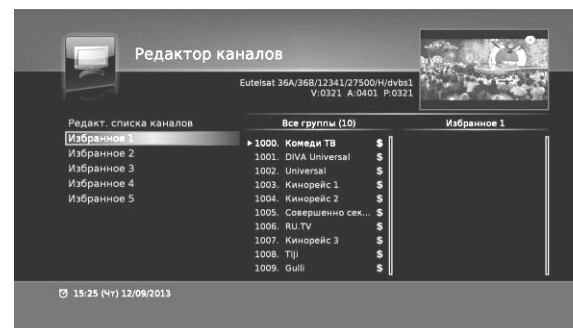 Редактор каналов
Eutelsat 36A/36B/12341/27500/H/dvbs1
V:0321 A:0401 P:0321
Редакт. списка каналов
Избранное 1
Избранное 2
Избранное 3
Избранное 4
Избранное 5
Все группы (10)
1000. Комеди ТВ $
1001. DIVA Universal $
1002. Universal $
1003. Кинорейс 1 $
1004. Кинорейс 2 $
1005. Совершенно сек... $
1006. RU.TV $
1007. Кинорейс 3 $
1008. Tiji $
1009. Gulli $
Избранное 1
15:25 (Чт) 12/09/2013